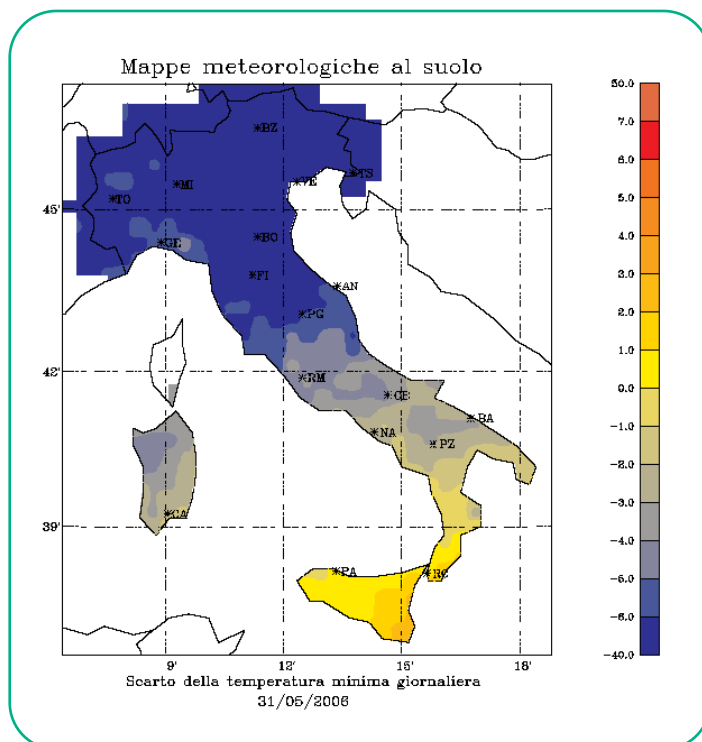 Mappe meteorologiche al suolo
50.0
7.0
6.0
5.0
4.0
3.0
2.0
1.0
0.0
-1.0
-2.0
-3.0
-4.0
-6.0
-8.0
-40.0
*BZ
*TS
*VE
*MI
*TO
45'
*BO
*GE
*FI
*AN
*PG
42'
*RM
*CB
*BA
*NA
*PZ
39'
*CA
*PA
*RC
9'
12'
15'
18'
Scarto della temperatura minima giornaliera
31/05/2006